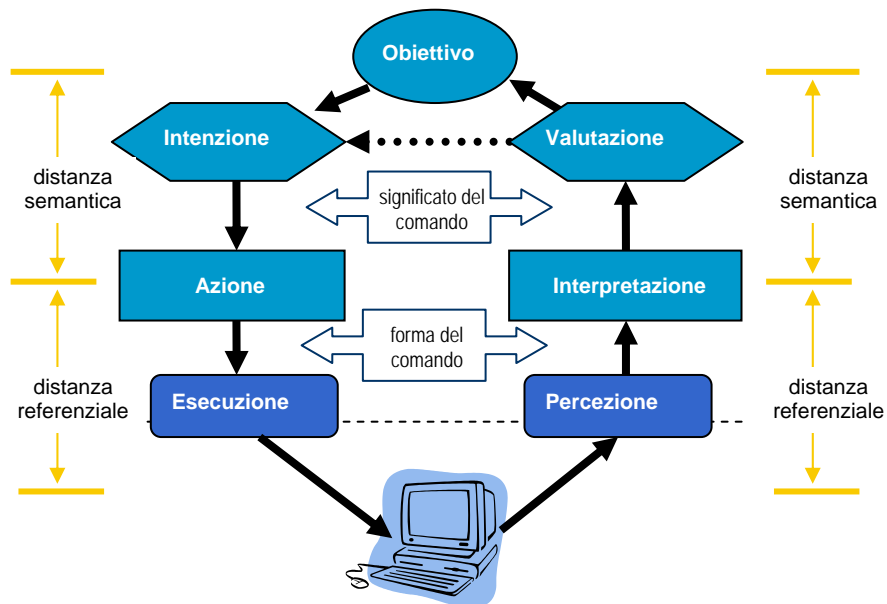 Obiettivo
Intenzione
Valutazione
distanza
semantica
significato del
comando
distanza
semantica
Azione
Interpretazione
forma del
comando
distanza
referenziale
Esecuzione
Percezione
distanza
referenziale